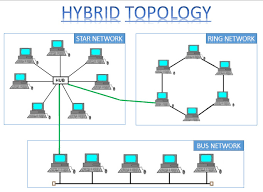 HYBRID TOPOLOGY
STAR NETWORK
RING NETWORK
HUB
BUS NETWORK